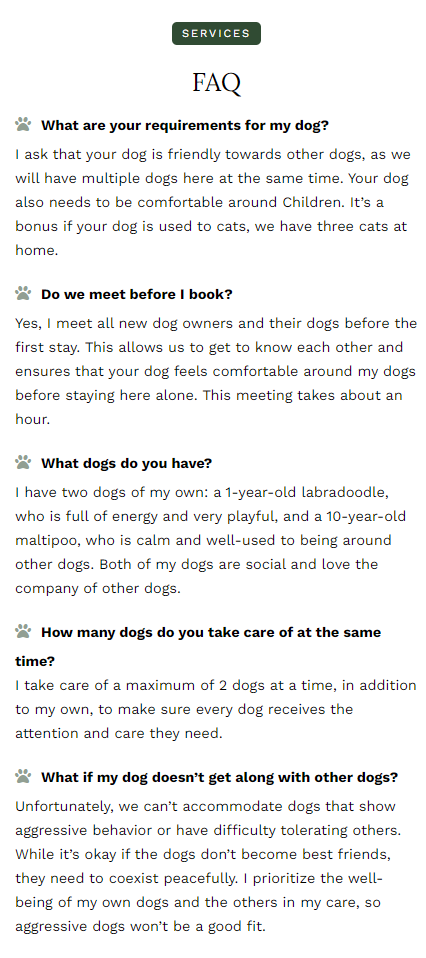 SERVICES
FAQ
What are your requirements for my dog?
I ask that your dog is friendly towards other dogs, as we
will have multiple dogs here at the same time. Your dog
also needs to be comfortable around Children. It’s a
bonus if your dog is used to cats, we have three cats at
home.
Do we meet before I book?
Yes, I meet all new dog owners and their dogs before the
first stay. This allows us to get to know each other and
ensures that your dog feels comfortable around my dogs
before staying here alone. This meeting takes about an
hour.
What dogs do you have?
I have two dogs of my own: a 1-year-old labradoodle,
who is full of energy and very playful, and a 10-year-old
maltipoo, who is calm and well-used to being around
other dogs. Both of my dogs are social and love the
company of other dogs.
How many dogs do you take care of at the same
time?
I take care of a maximum of 2 dogs at a time, in addition
to my own, to make sure every dog receives the
attention and care they need.
What if my dog doesn’t get along with other dogs?
Unfortunately, we can’t accommodate dogs that show
aggressive behavior or have difficulty tolerating others.
While it’s okay if the dogs don’t become best friends,
they need to coexist peacefully. I prioritize the well-
being of my own dogs and the others in my care, so
aggressive dogs won’t be a good fit.